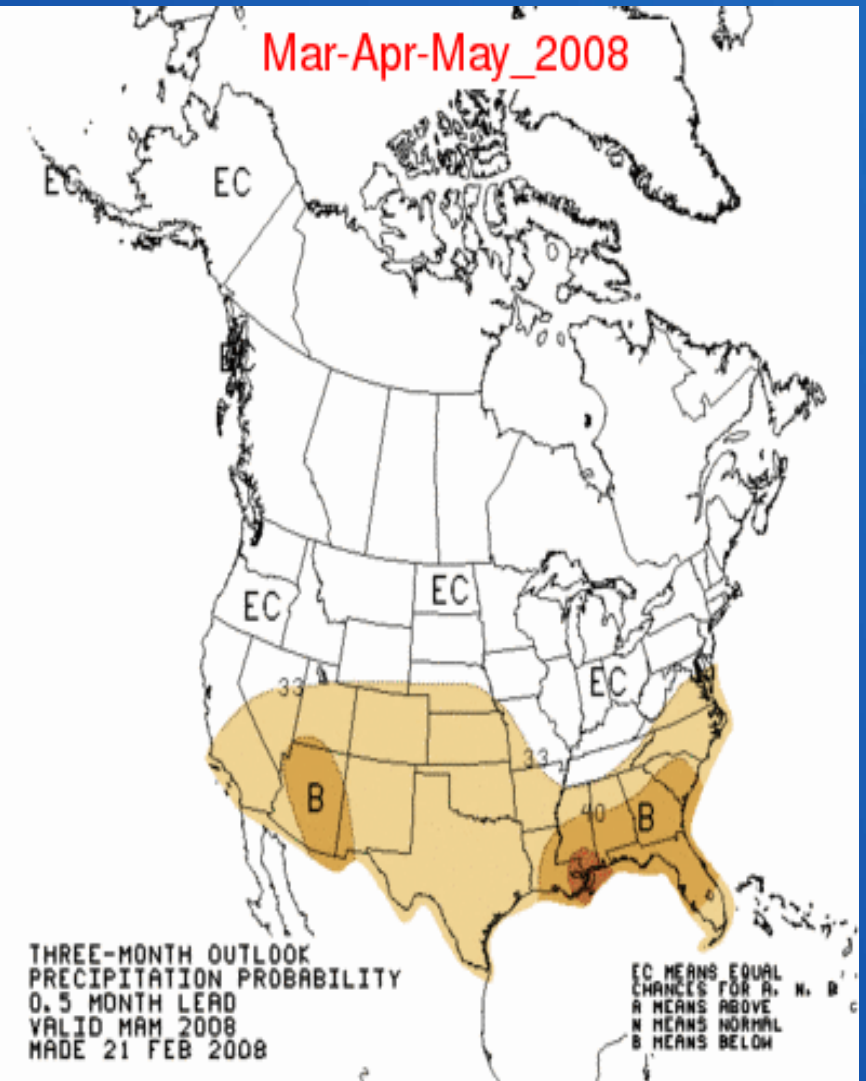 Mar-Apr-May_2008
EC
EC
EC
EC
EC
33
EC
33
B
40
B
THREE-MONTH OUTLOOK
PRECIPITATION PROBABILITY
0.5 MONTH LEAD
VALID MAM 2008
MADE 21 FEB 2008
EC MEANS EQUAL
CHANCES FOR A, N, B
A MEANS ABOVE
N MEANS NORMAL
B MEANS BELOW